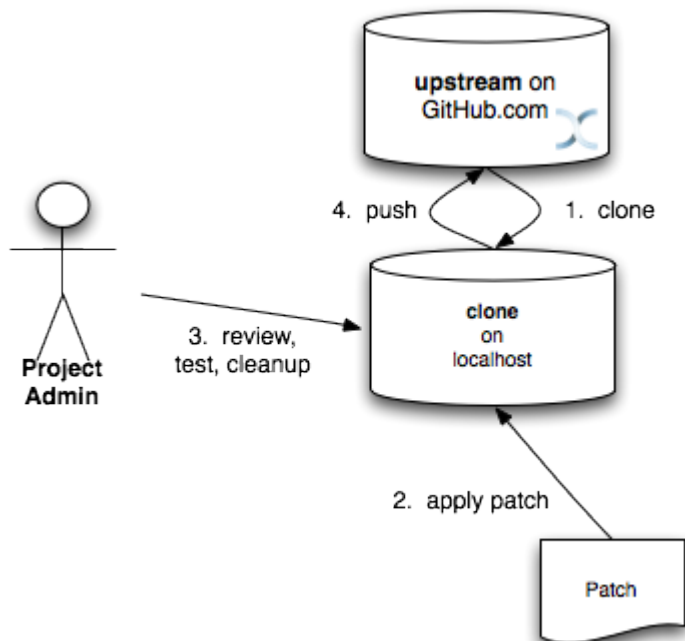 upstream on
GitHub.com
4.  push
1.  clone
clone
on
localhost
3.  review,
test, cleanup
Project
Admin
2.  apply patch
Patch